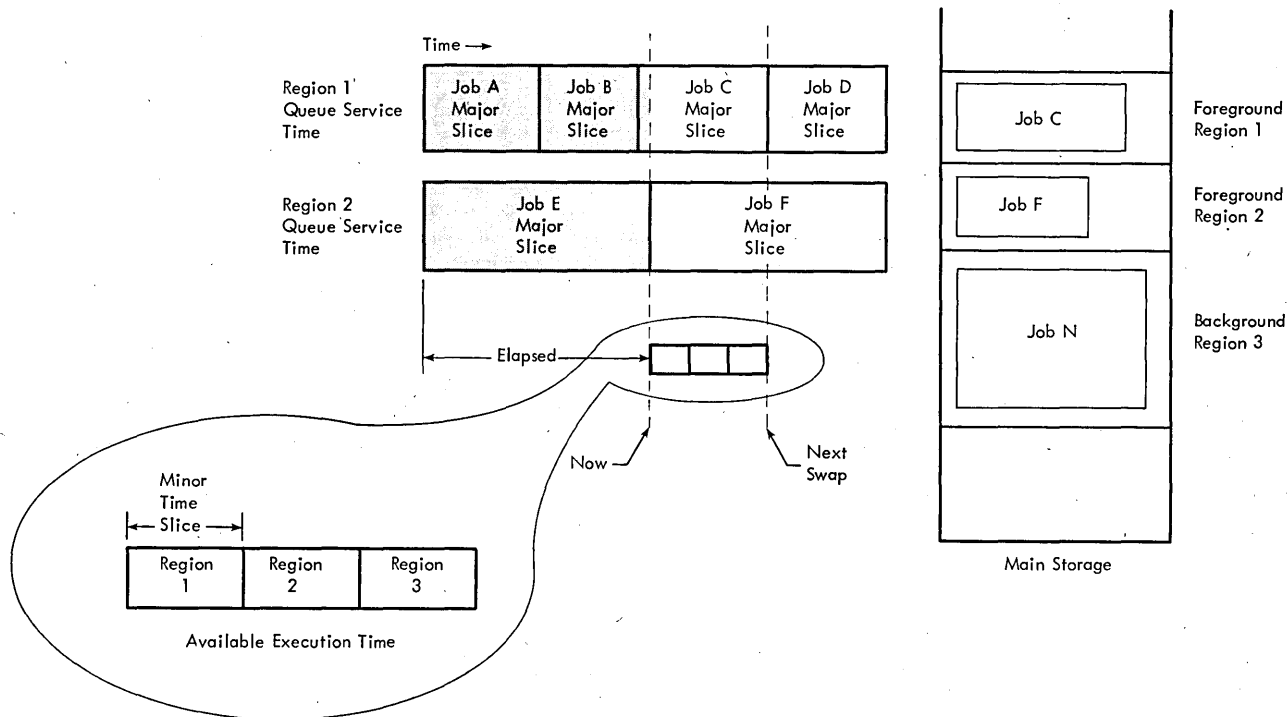 Time
Region 1
Queue Service
Time
Job A
Major
Slice
Job B
Major
Slice
Job C
Major
Slice
Job D
Major
Slice
Region 2
Queue Service
Time
Job E
Major
Slice
Job F
Major
Slice
Elapsed
Now
Next
Swap
Minor
Time
Slice
Region
1
Region
2
Region
3
Available Execution Time
Job C
Foreground
Region 1
Job F
Foreground
Region 2
Job N
Background
Region 3
Main Storage